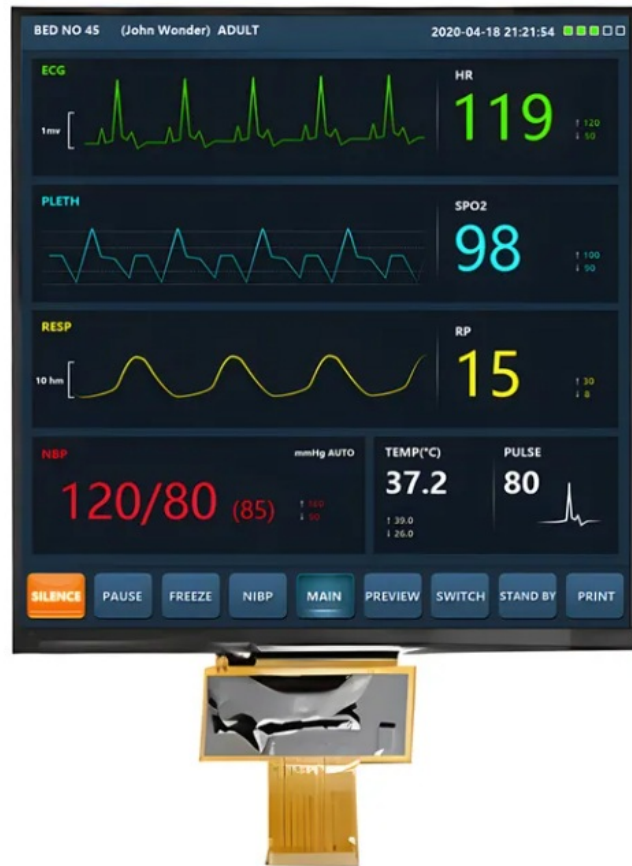 BED NO 45 (John Wonder) ADULT 2020-04-18 21:21:54
ECG
1mv
HR
119
↑ 120
↓ 50
PLETH
SPO2
98
↑ 100
↓ 90
RESP
10 hm
RP
15
↑ 30
↓ 8
NBP
mmHg AUTO
120/80 (85)
TEMP(°C)
37.2
↑ 39.0
↓ 26.0
PULSE
80
SILENCE PAUSE FREEZE NIBP MAIN PREVIEW SWITCH STAND BY PRINT